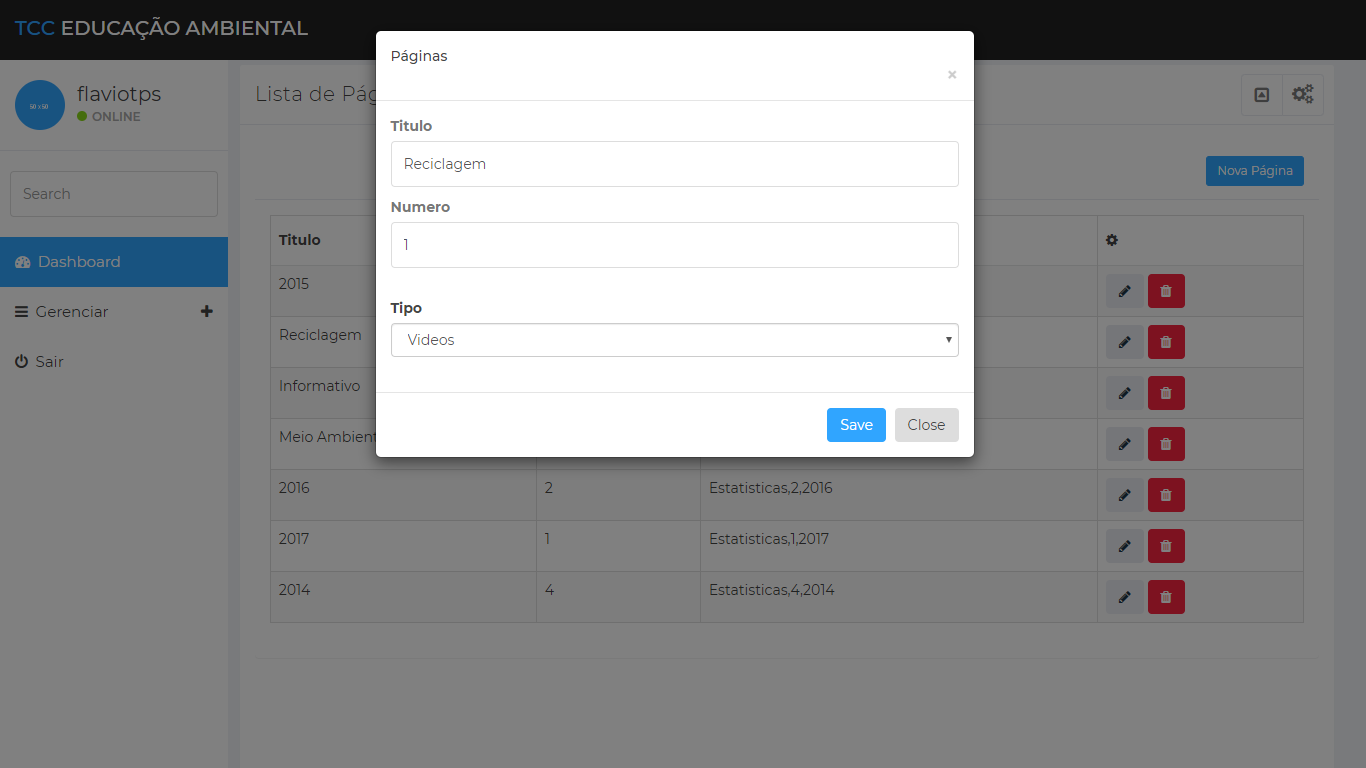 TCC EDUCAÇÃO AMBIENTAL
50 x 50
flaviotps
ONLINE
Search
Dashboard
Gerenciar
Sair
Lista de Pág
Nova Página
Páginas
×
Titulo
Reciclagem
Numero
1
Tipo
Videos
Save Close
Titulo
2015
Reciclagem
Informativo
Meio Ambient
2016 2 Estatisticas,2,2016
2017 1 Estatisticas,1,2017
2014 4 Estatisticas,4,2014